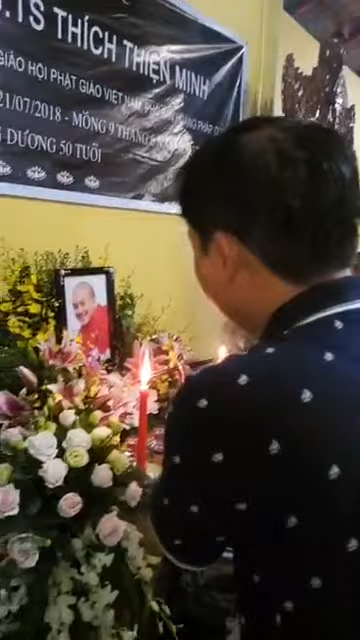 .TS THÍCH THIỆN MINH
GIÁO HỘI PHẬT GIÁO VIỆT NAM
21/07/2018 - MỒNG 9 THÁNG 6
DƯƠNG 50 TUỔI